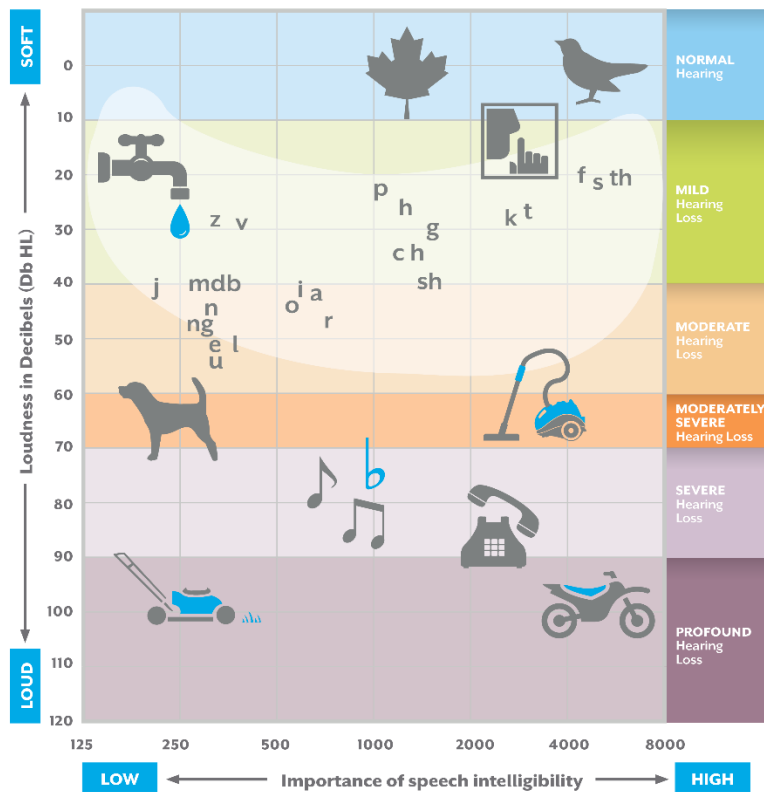 SOFT
Loudness in Decibels (Db HL)
LOUD
0
10
20
30
40
50
60
70
80
90
100
110
120
f s th
p
h
k t
z v
g
ch
j
mdb
i
a
sh
n
o
ng
r
e l
u
NORMAL
Hearing
MILD
Hearing
Loss
MODERATE
Hearing
Loss
MODERATELY
SEVERE
Hearing Loss
SEVERE
Hearing
Loss
PROFOUND
Hearing
Loss
125 250 500 1000 2000 4000 8000
LOW Importance of speech intelligibility HIGH